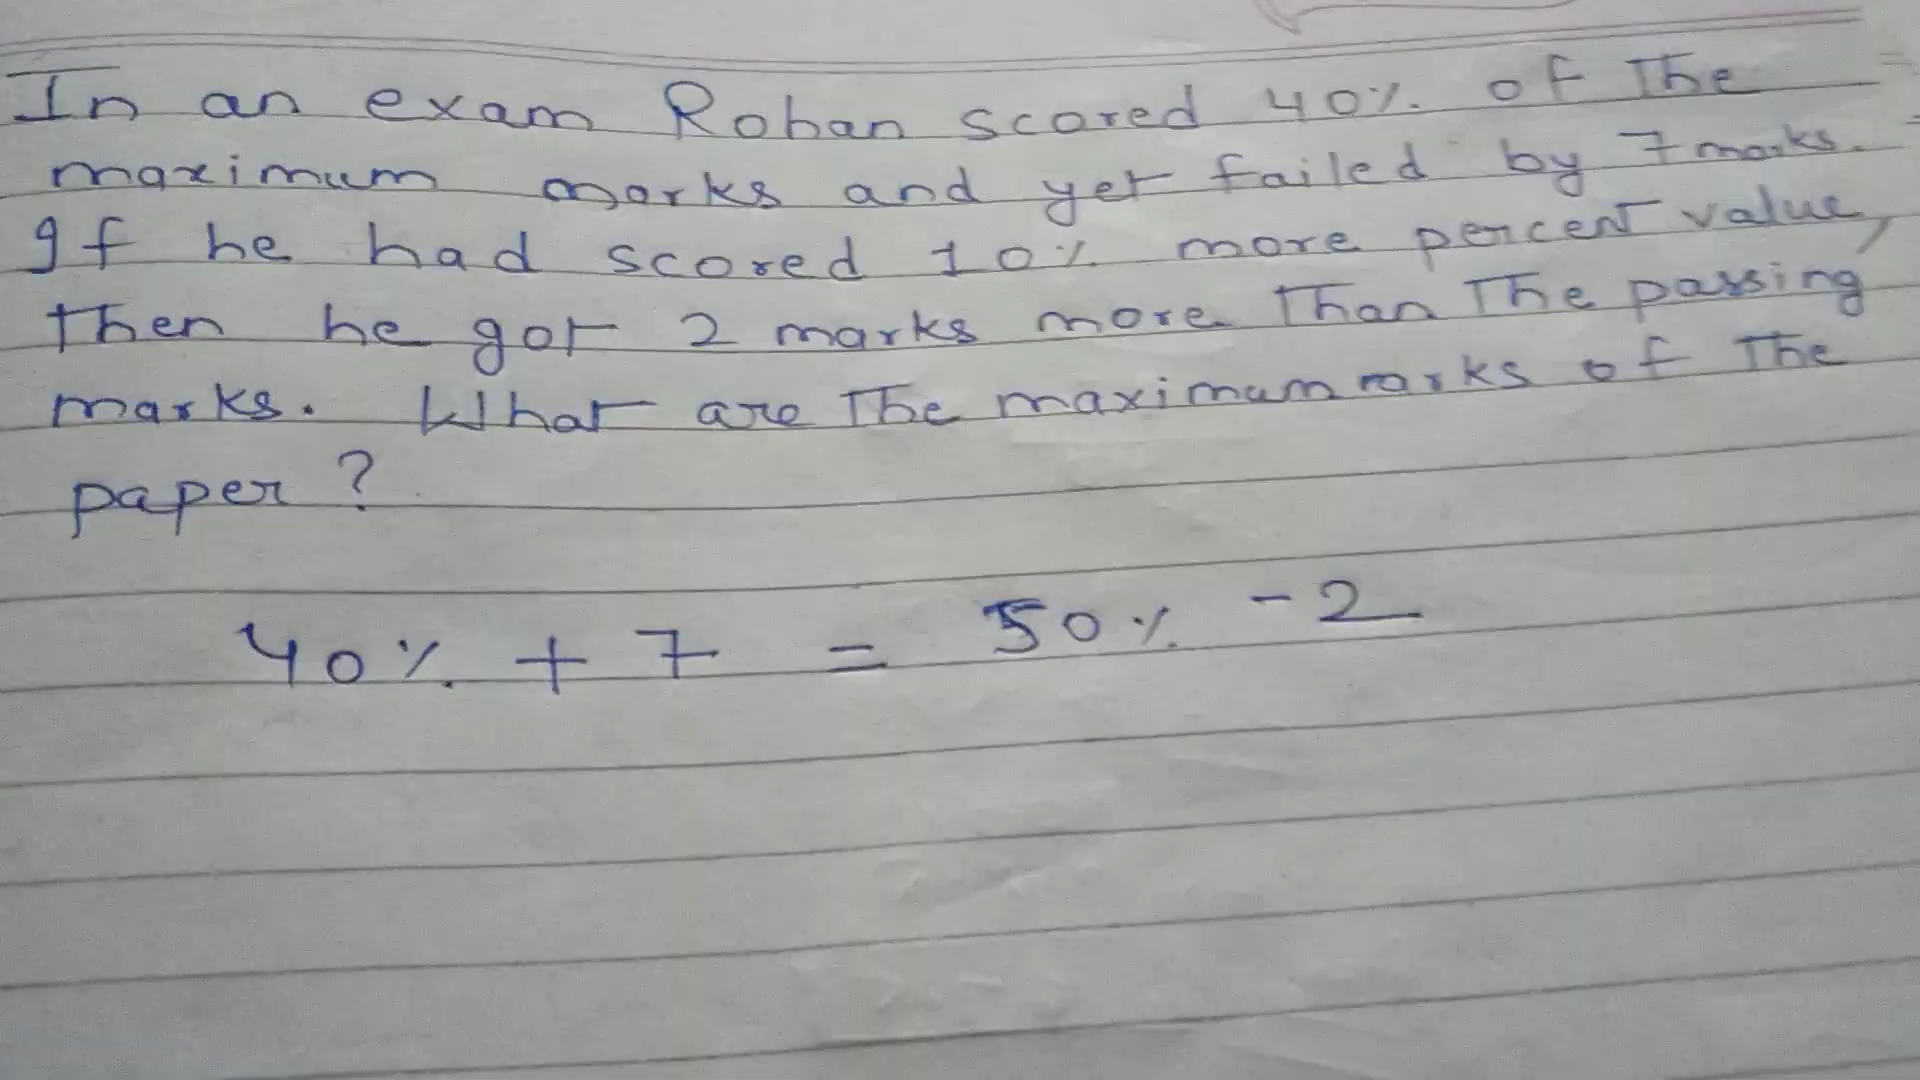 In an exam Rohan scored 40% of The
maximum marks and yet failed by 7 marks.
If he had scored 10% more percent value,
then he got 2 marks more Than The passing
marks. What are The maximum marks of The
paper?
40% + 7 = 50% - 2